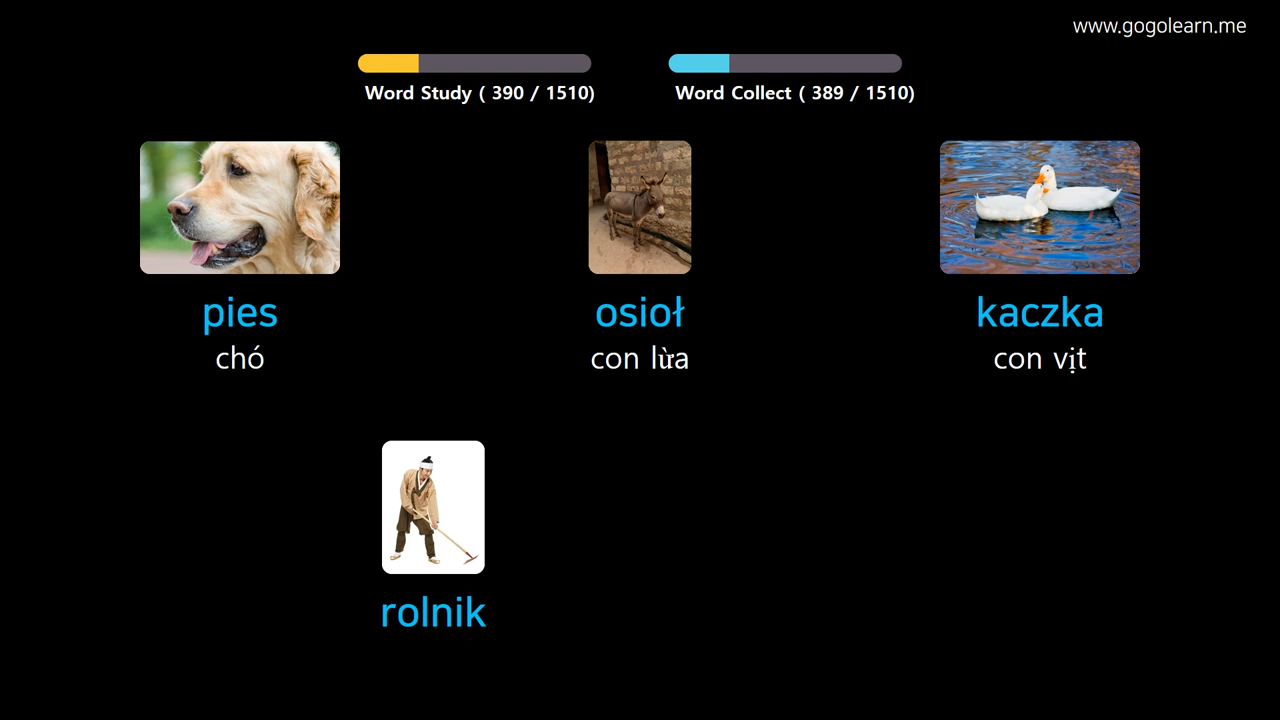 www.gogolearn.me
Word Study ( 390 / 1510)
Word Collect ( 389 / 1510)
pies
osioł
kaczka
chó
con lừa
con vịt
rolnik